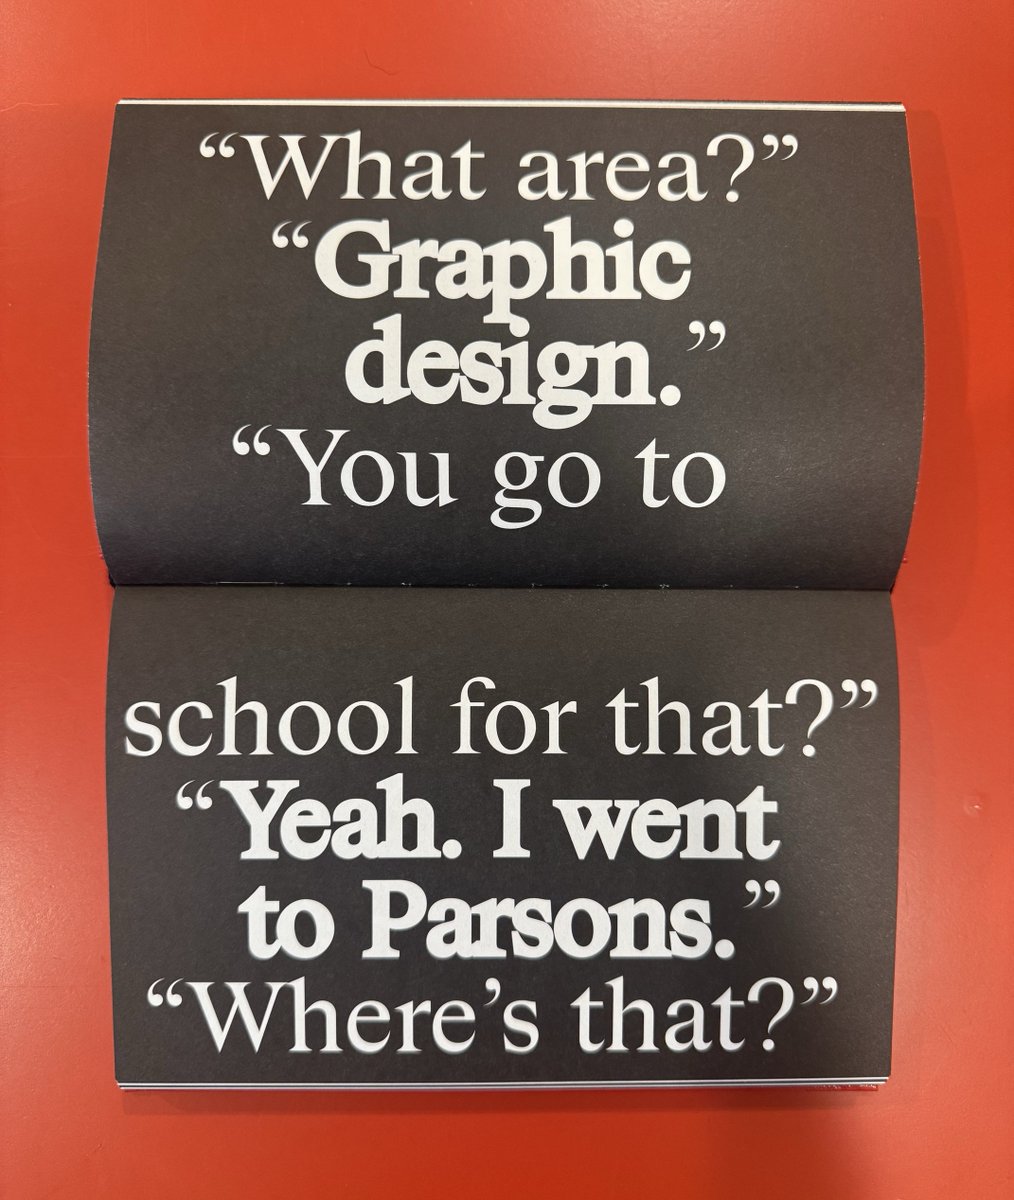 “What area?”
“Graphic
design.”
“You go to
school for that?”
“Yeah. I went
to Parsons.”
“Where’s that?”